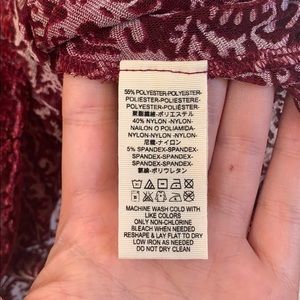 55% POLYESTER-POLYESTER-
POLIESTER-POLIESTERE-
POLYESTER-POLIESTER-
聚酯纖維-ポリエステル
40% NYLON -NYLON-
NAILON O POLIAMIDA-
NYLON-NYLON-
尼龍-ナイロン
5% SPANDEX-SPANDEX-
SPANDEX-SPANDEX-
SPANDEX-SPANDEX-
氨綸-ポリウレタン
MACHINE WASH COLD WITH
LIKE COLORS
ONLY NON-CHLORINE
BLEACH WHEN NEEDED
RESHAPE & LAY FLAT TO DRY
LOW IRON AS NEEDED
DO NOT DRY CLEAN